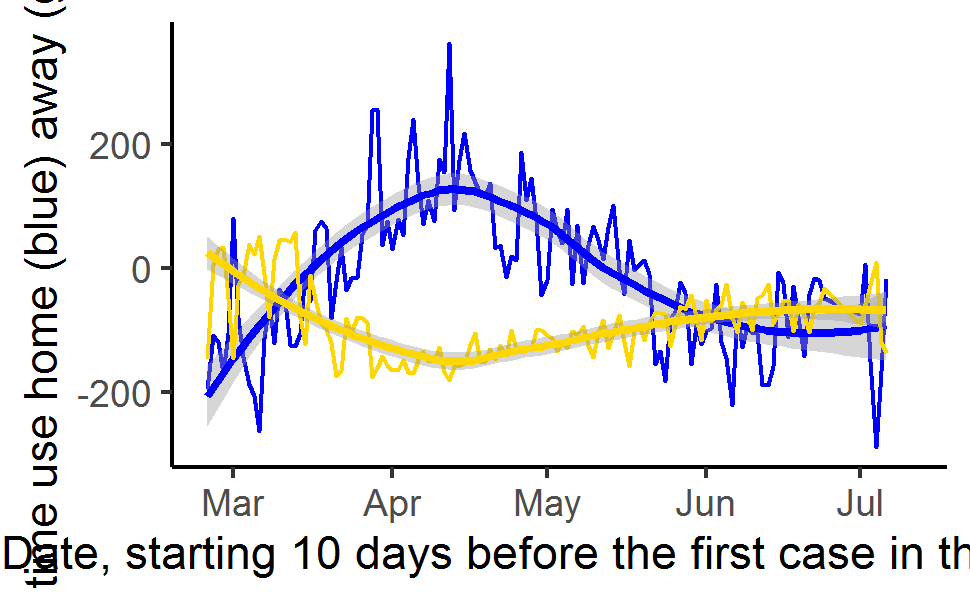 time use home (blue) away (
200
0
-200
Mar Apr May Jun Jul
Date, starting 10 days before the first case in th